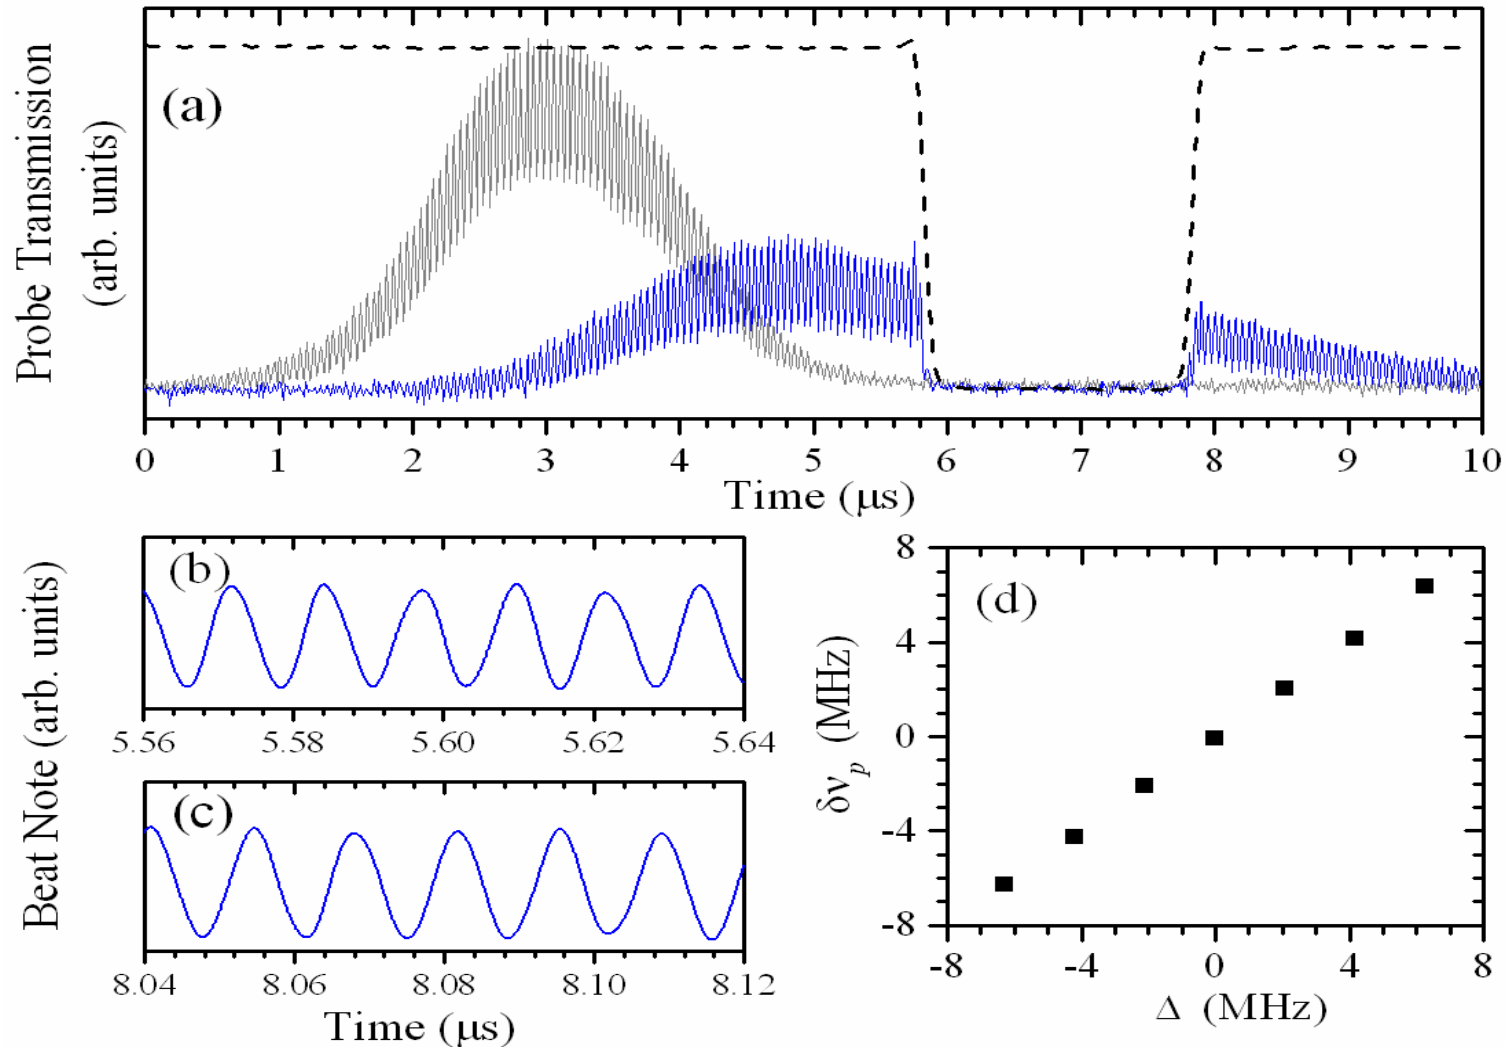 Probe Transmission
(arb. units)
(a)
0 1 2 3 4 5 6 7 8 9 10
Time (μs)
Beat Note (arb. units)
(b)
5.56 5.58 5.60 5.62 5.64
(c)
8.04 8.06 8.08 8.10 8.12
Time (μs)
(d)
δνp (MHz)
8
4
0
-4
-8
-8 -4 0 4 8
Δ (MHz)